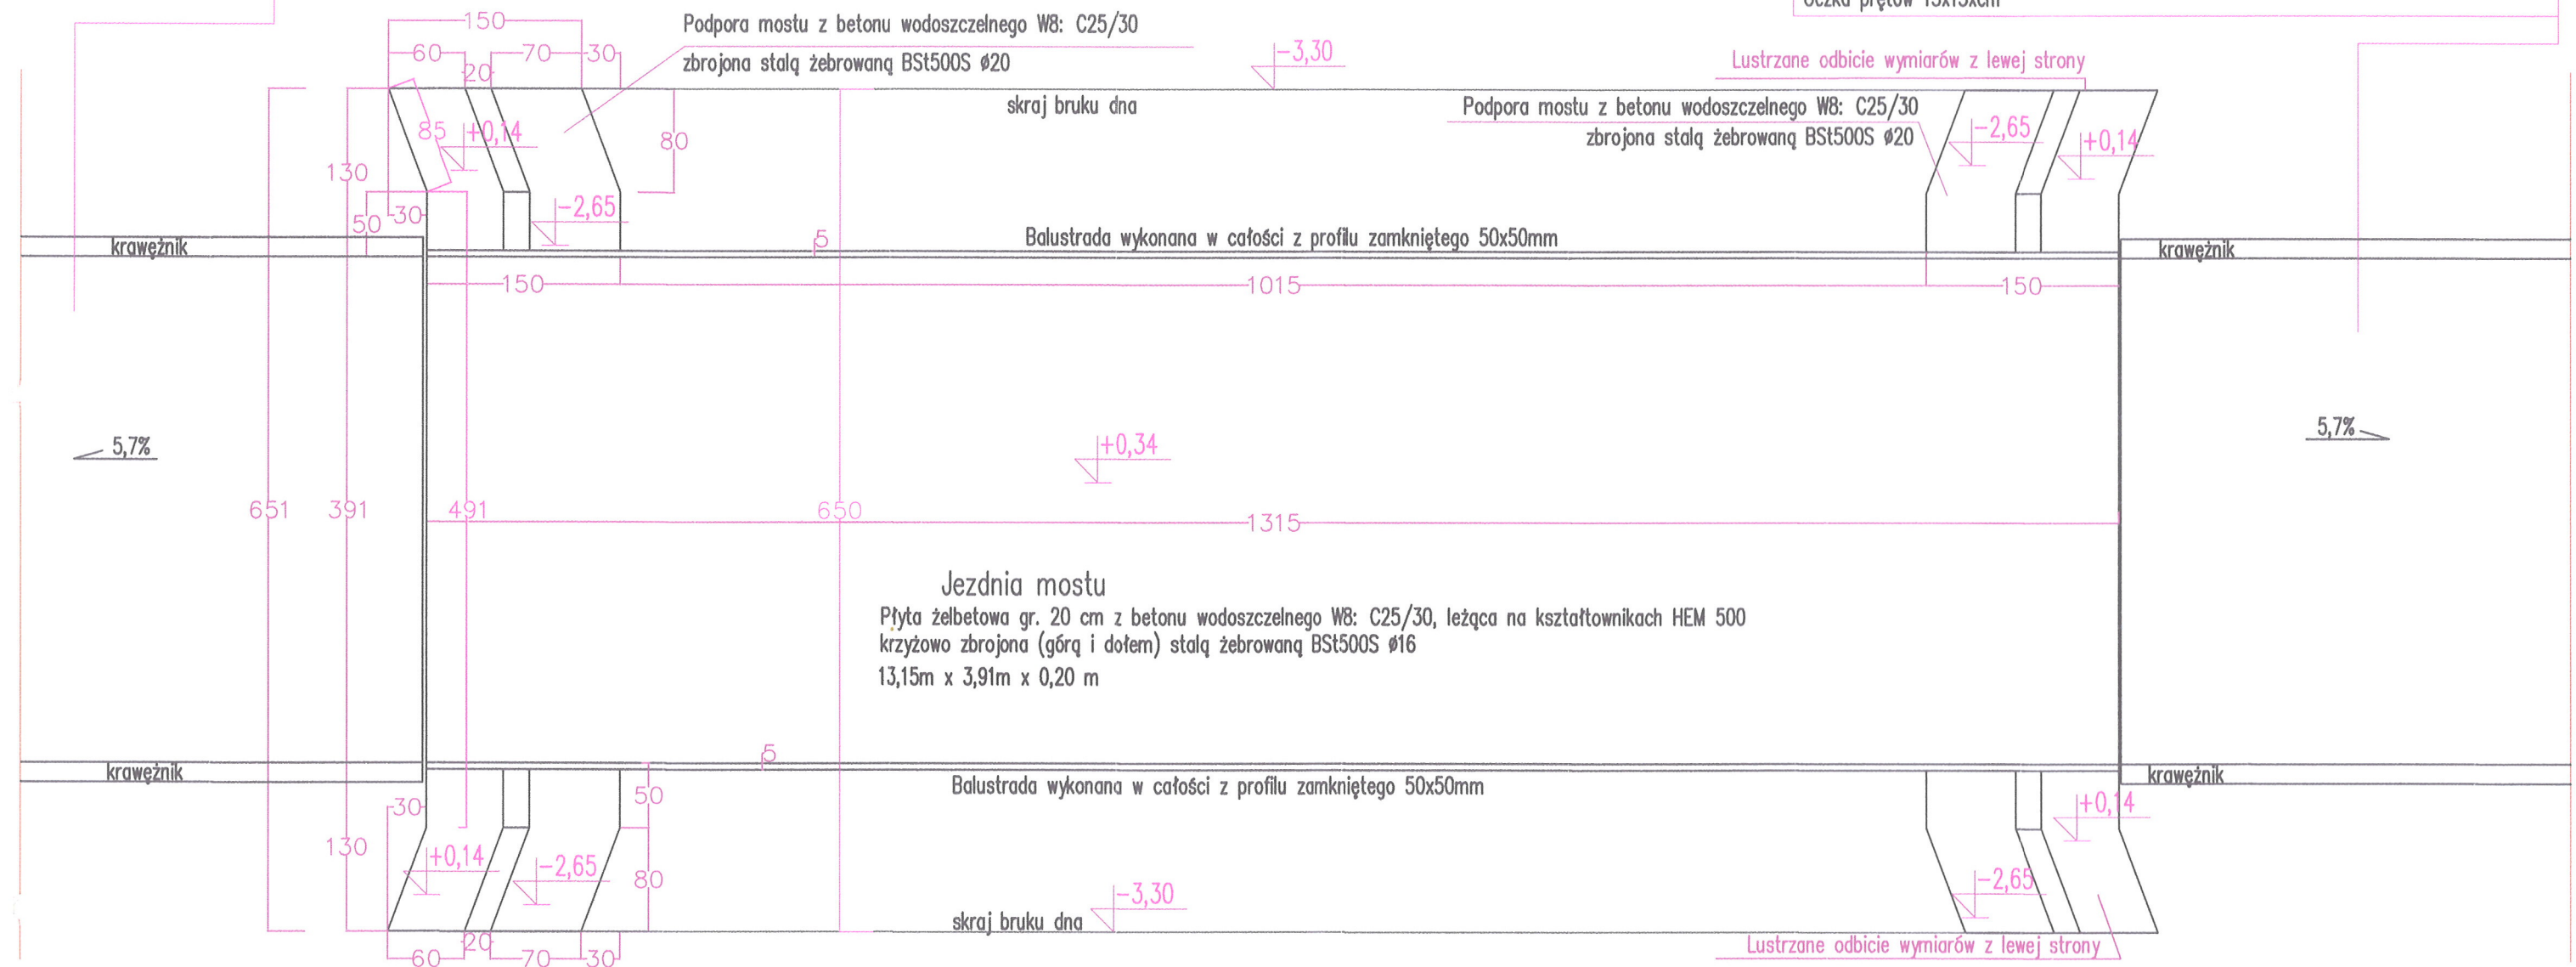 oczka prętów 15x15xcm
150
Podpora mostu z betonu wodoszczelnego W8: C25/30
zbrojona stalą żebrowaną BSt500S ø20
60
20
70
30
-3,30
Lustrzane odbicie wymiarów z lewej strony
skraj bruku dna
Podpora mostu z betonu wodoszczelnego W8: C25/30
zbrojona stalą żebrowaną BSt500S ø20
85
+0,14
80
-2,65
+0,14
130
50
30
-2,65
krawężnik
5
Balustrada wykonana w całości z profilu zamkniętego 50x50mm
krawężnik
150
1015
150
5,7%
+0,34
5,7%
651
391
491
650
1315
Jezdnia mostu
Płyta żelbetowa gr. 20 cm z betonu wodoszczelnego W8: C25/30, leżąca na kształtownikach HEM 500
krzyżowo zbrojona (górą i dołem) stalą żebrowaną BSt500S ø16
13,15m x 3,91m x 0,20 m
5
krawężnik
Balustrada wykonana w całości z profilu zamkniętego 50x50mm
krawężnik
50
30
+0,14
130
+0,14
-2,65
80
-2,65
-3,30
skraj bruku dna
20
60
70
30
Lustrzane odbicie wymiarów z lewej strony